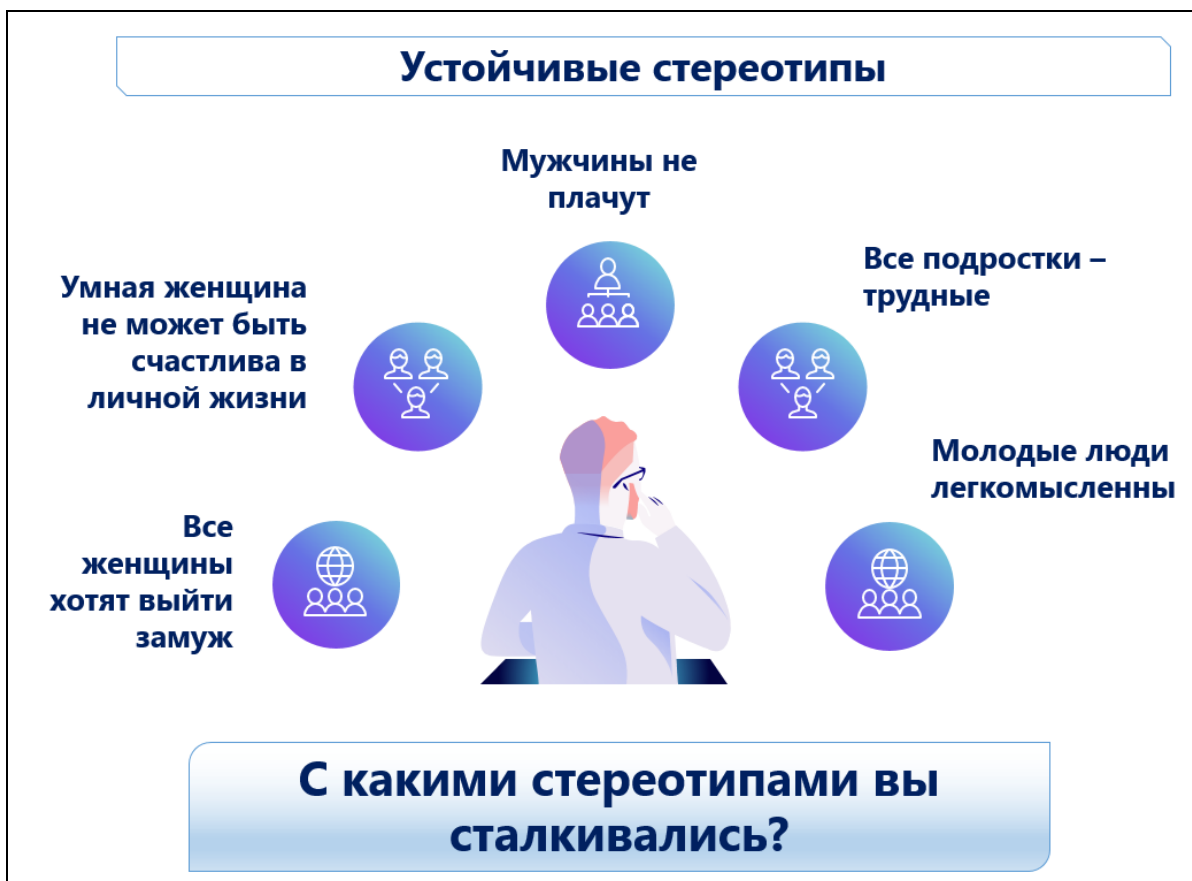 Устойчивые стереотипы
Мужчины не
плачут
Умная женщина
не может быть
счастлива в
личной жизни
Все подростки –
трудные
Все
женщины
хотят выйти
замуж
Молодые люди
легкомысленны
С какими стереотипами вы
сталкивались?